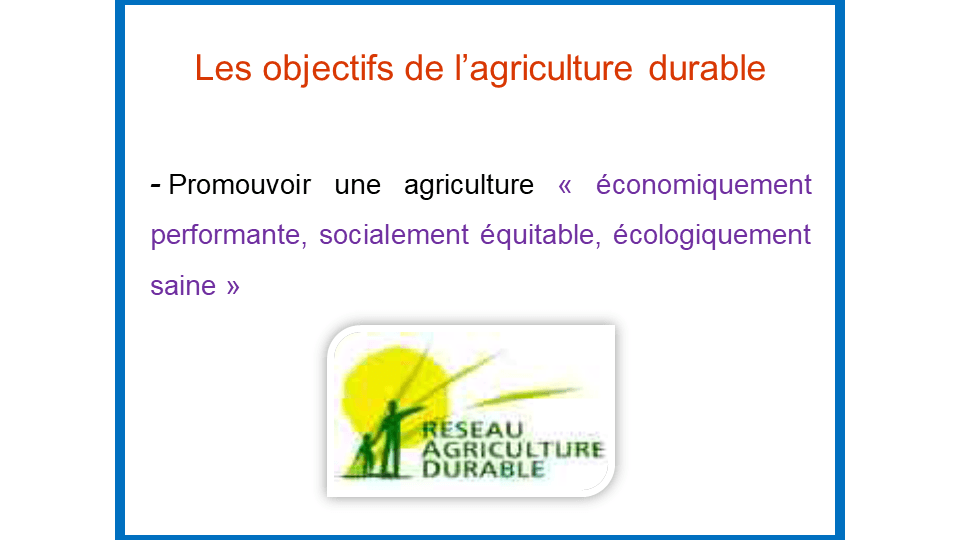 Les objectifs de l’agriculture durable
- Promouvoir une agriculture « économiquement
performante, socialement équitable, écologiquement
saine »
RESEAU
AGRICULTURE
DURABLE